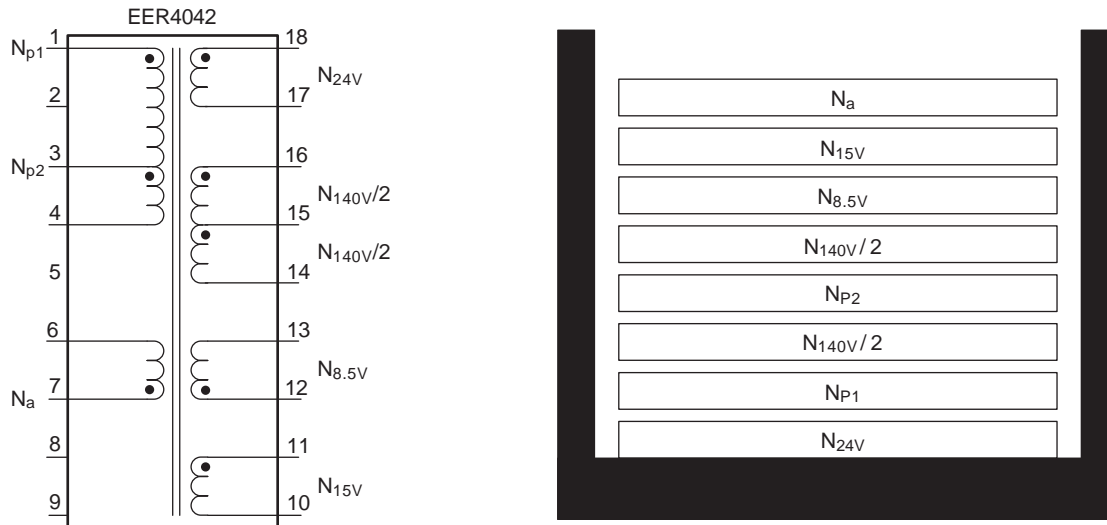 EER4042
Np1
1
2
3
Np2
4
5
6
7
Na
8
9
18
N24V
17
16
N140V/2
15
N140V/2
14
13
N8.5V
12
11
N15V
10
Na
N15V
N8.5V
N140V/2
NP2
N140V/2
NP1
N24V